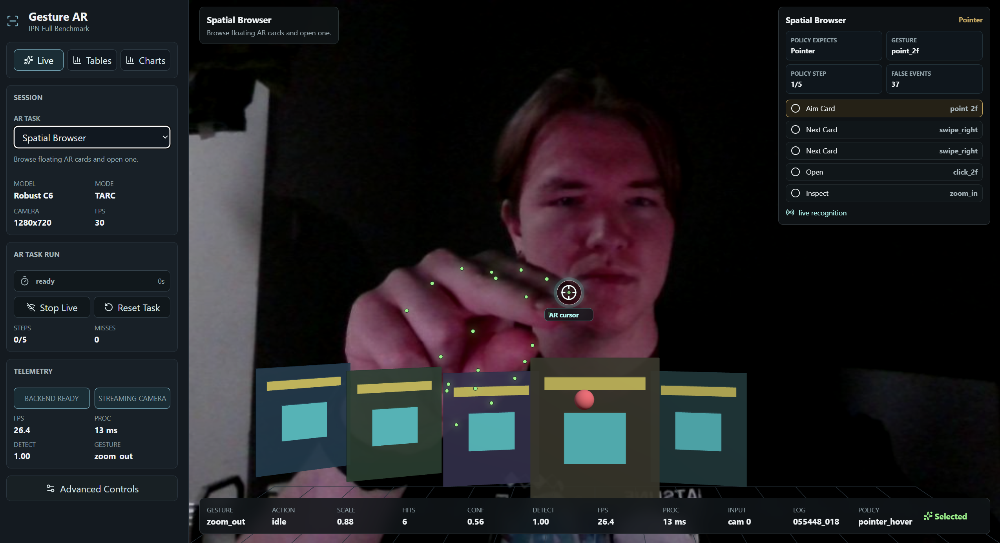 Gesture AR
IPN Full Benchmark
Live
Tables
Charts
SESSION
AR TASK
Spatial Browser
Browse floating AR cards and open one.
MODEL
MODE
Robust C6
TARC
CAMERA
FPS
1280x720
30
AR TASK RUN
ready
0s
Stop Live
Reset Task
STEPS
MISSES
0/5
0
TELEMETRY
BACKEND READY
STREAMING CAMERA
FPS
PROC
26.4
13 ms
DETECT
GESTURE
1.00
zoom_out
Advanced Controls
Spatial Browser
Browse floating AR cards and open one.
AR cursor
Spatial Browser
Pointer
POLICY EXPECTS
Pointer
GESTURE
point_2f
POLICY STEP
1/5
FALSE EVENTS
37
Aim Card
point_2f
Next Card
swipe_right
Next Card
swipe_right
Open
click_2f
Inspect
zoom_in
live recognition
GESTURE
zoom_out
ACTION
idle
SCALE
0.88
HITS
6
CONF
0.56
DETECT
1.00
FPS
26.4
PROC
13 ms
INPUT
cam 0
LOG
055448_018
POLICY
pointer_hover
Selected